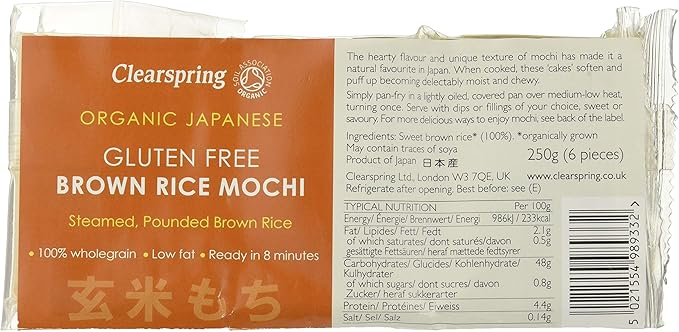 Clearspring
SOIL ASSOCIATION
ORGANIC
ORGANIC JAPANESE
GLUTEN FREE
BROWN RICE MOCHI
Steamed, Pounded Brown Rice
• 100% wholegrain • Low fat • Ready in 8 minutes
玄米もち
The hearty flavour and unique texture of mochi has made it
a natural favourite in Japan. When cooked, these 'cakes' soften and
puff up becoming delectably moist and chewy.
Simply pan-fry in a lightly oiled, covered pan over medium-low heat,
turning once. Serve with dips or fillings of your choice, sweet or
savoury. For more delicious ways to enjoy mochi, see back of the label.
Ingredients: Sweet brown rice* (100%). *organically grown
May contain traces of soya
Product of Japan 日本産 250g (6 pieces)
Clearspring Ltd, London W3 7QE, UK www.clearspring.co.uk
Refrigerate after opening. Best before: see (E)
TYPICAL NUTRITION Per 100g
Energy/Énergie/Brennwert/Energi 986kJ / 233kcal
Fat/ Lipides/ Fett/ Fedt 2.1g
of which saturates/ dont saturés/davon 0.5g
gesättigte Fettsäuren/ heraf mættede fedtsyrer
Carbohydrates/ Glucides/ Kohlenhydrate/ 48g
Kulhydrater
of which sugars/ dont sucres/ davon 0.8g
Zucker/ heraf sukkerarter
Protein/ Protéines/ Eiweiss 4.4g
Salt/ Sel/ Salz 0.14g
5 021554 989332 >